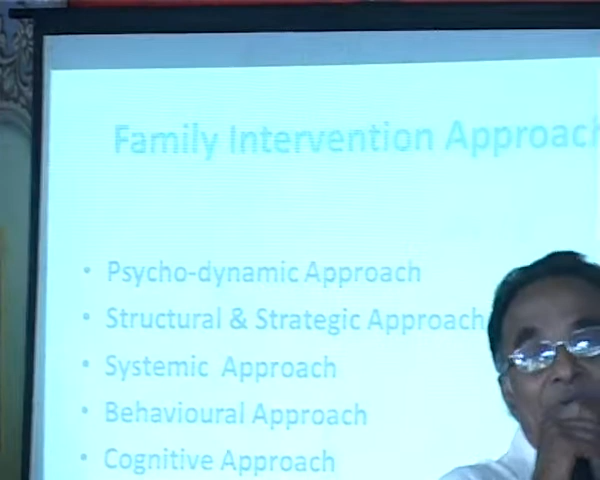 Family Intervention Approach
• Psycho-dynamic Approach
• Structural & Strategic Approach
• Systemic Approach
• Behavioural Approach
• Cognitive Approach